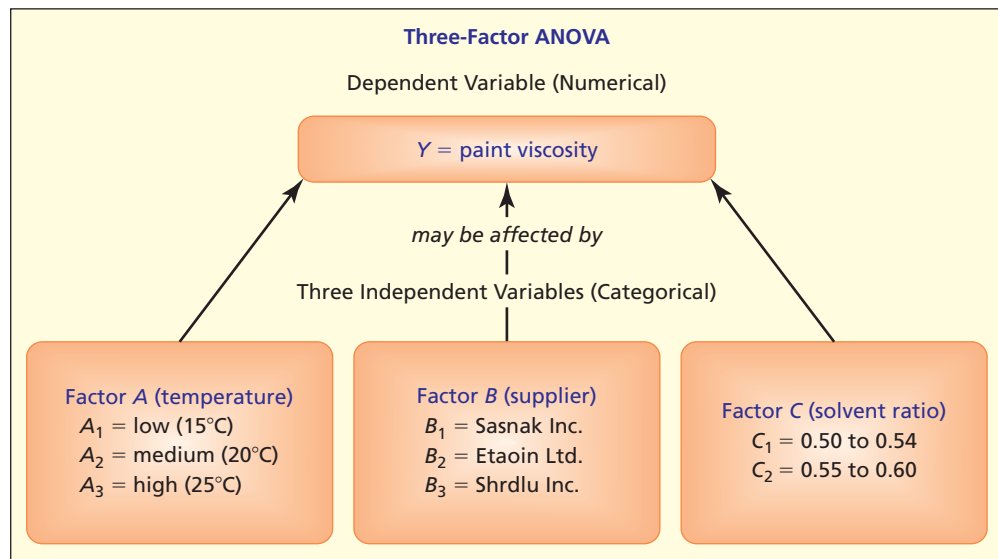 Three-Factor ANOVA
Dependent Variable (Numerical)
Y = paint viscosity
may be affected by
Three Independent Variables (Categorical)
Factor A (temperature)
A₁ = low (15°C)
A₂ = medium (20°C)
A₃ = high (25°C)
Factor B (supplier)
B₁ = Sasnak Inc.
B₂ = Etaoin Ltd.
B₃ = Shrdlu Inc.
Factor C (solvent ratio)
C₁ = 0.50 to 0.54
C₂ = 0.55 to 0.60